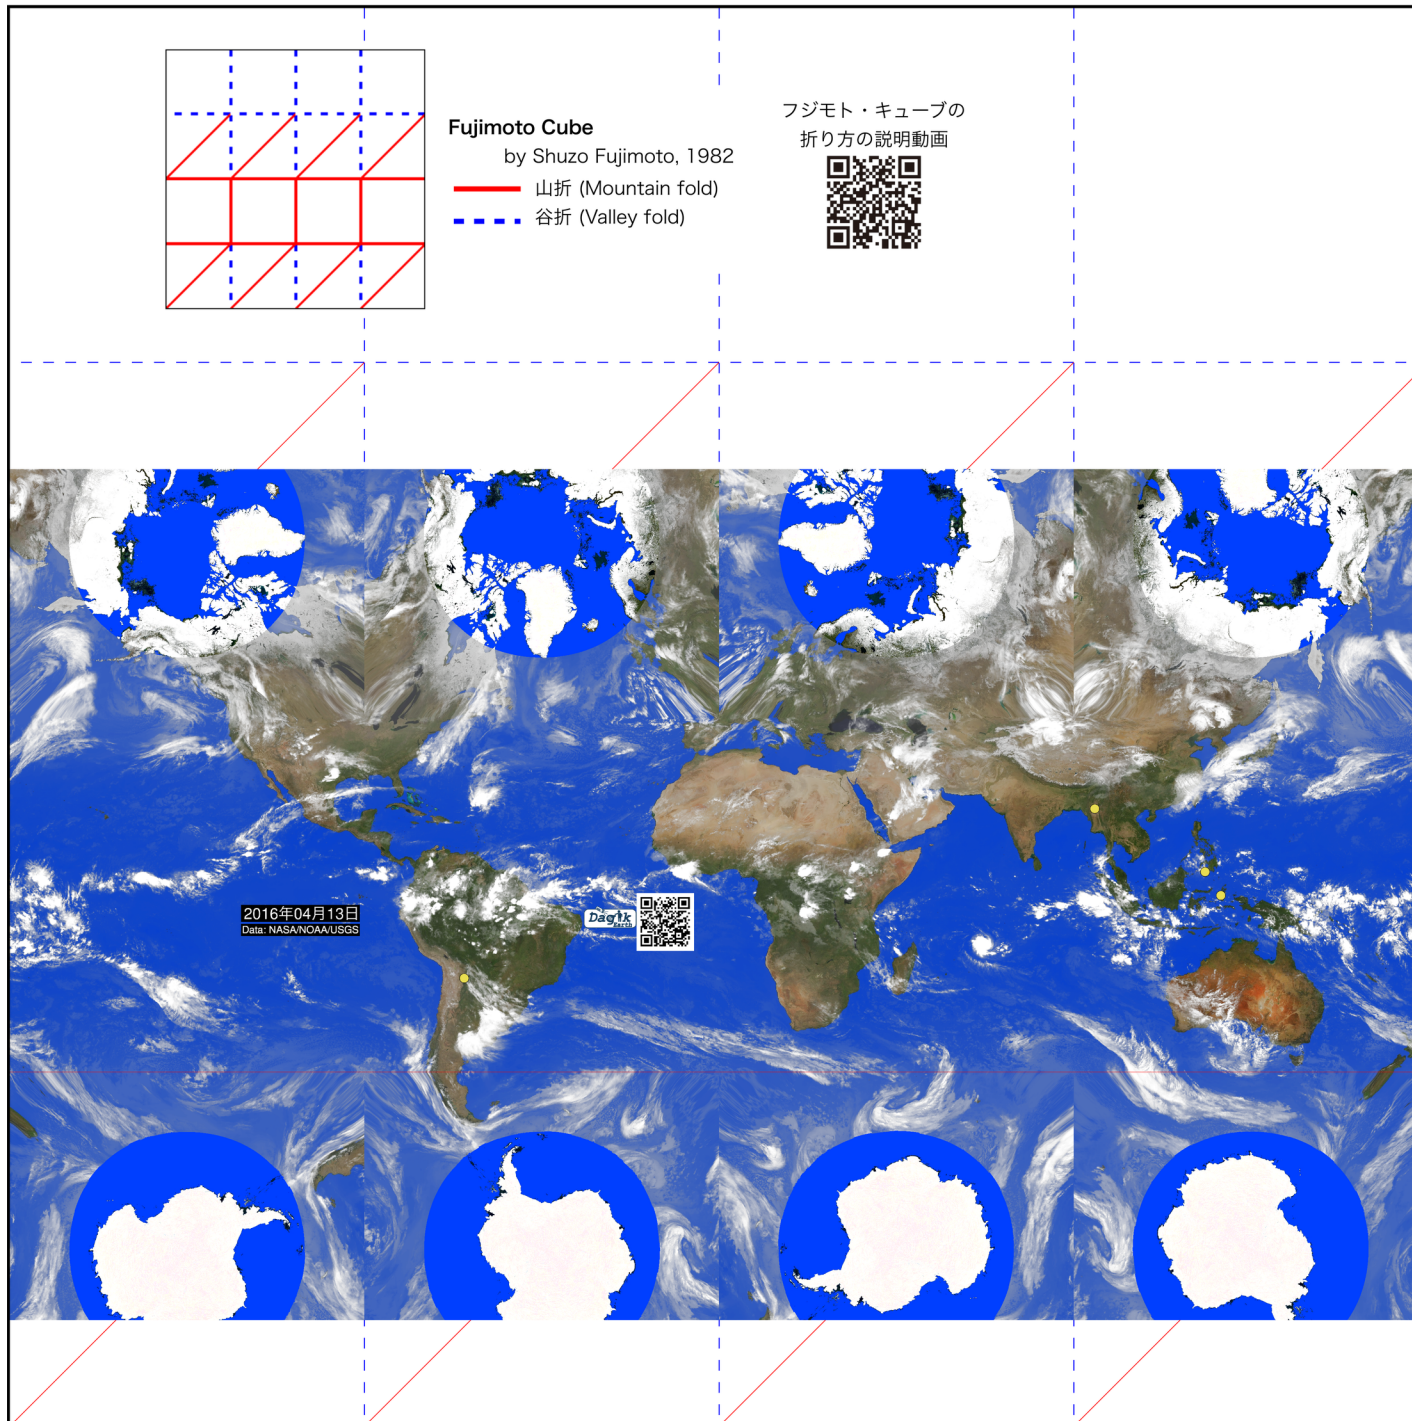 Fujimoto Cube
by Shuzo Fujimoto, 1982
山折 (Mountain fold)
谷折 (Valley fold)
フジモト・キューブの
折り方の説明動画
2016年04月13日
Data: NASA/NOAA/USGS
Dagik
Earth